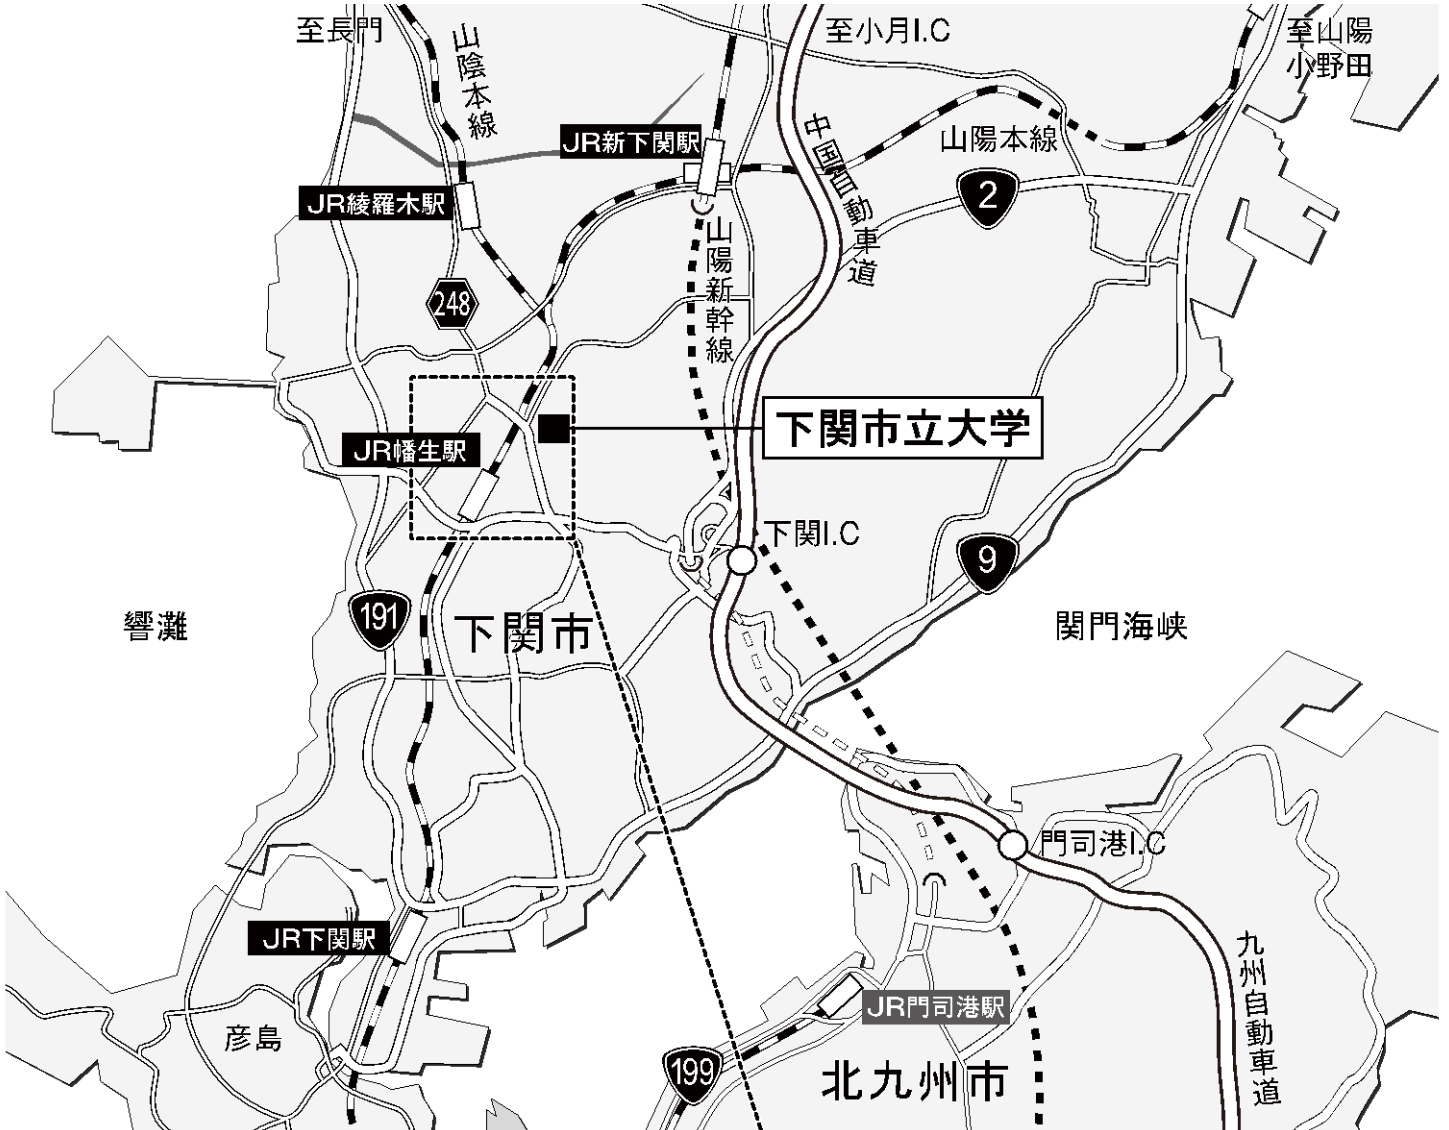 至長門
山陰本線
至小月I.C
至山陽
小野田
中国自動車道
JR新下関駅
山陽本線
JR綾羅木駅
2
山陽新幹線
248
下関市立大学
JR幡生駅
下関I.C
9
191
響灘
下関市
関門海峡
門司港I.C
JR下関駅
九州自動車道
JR門司港駅
彦島
199
北九州市